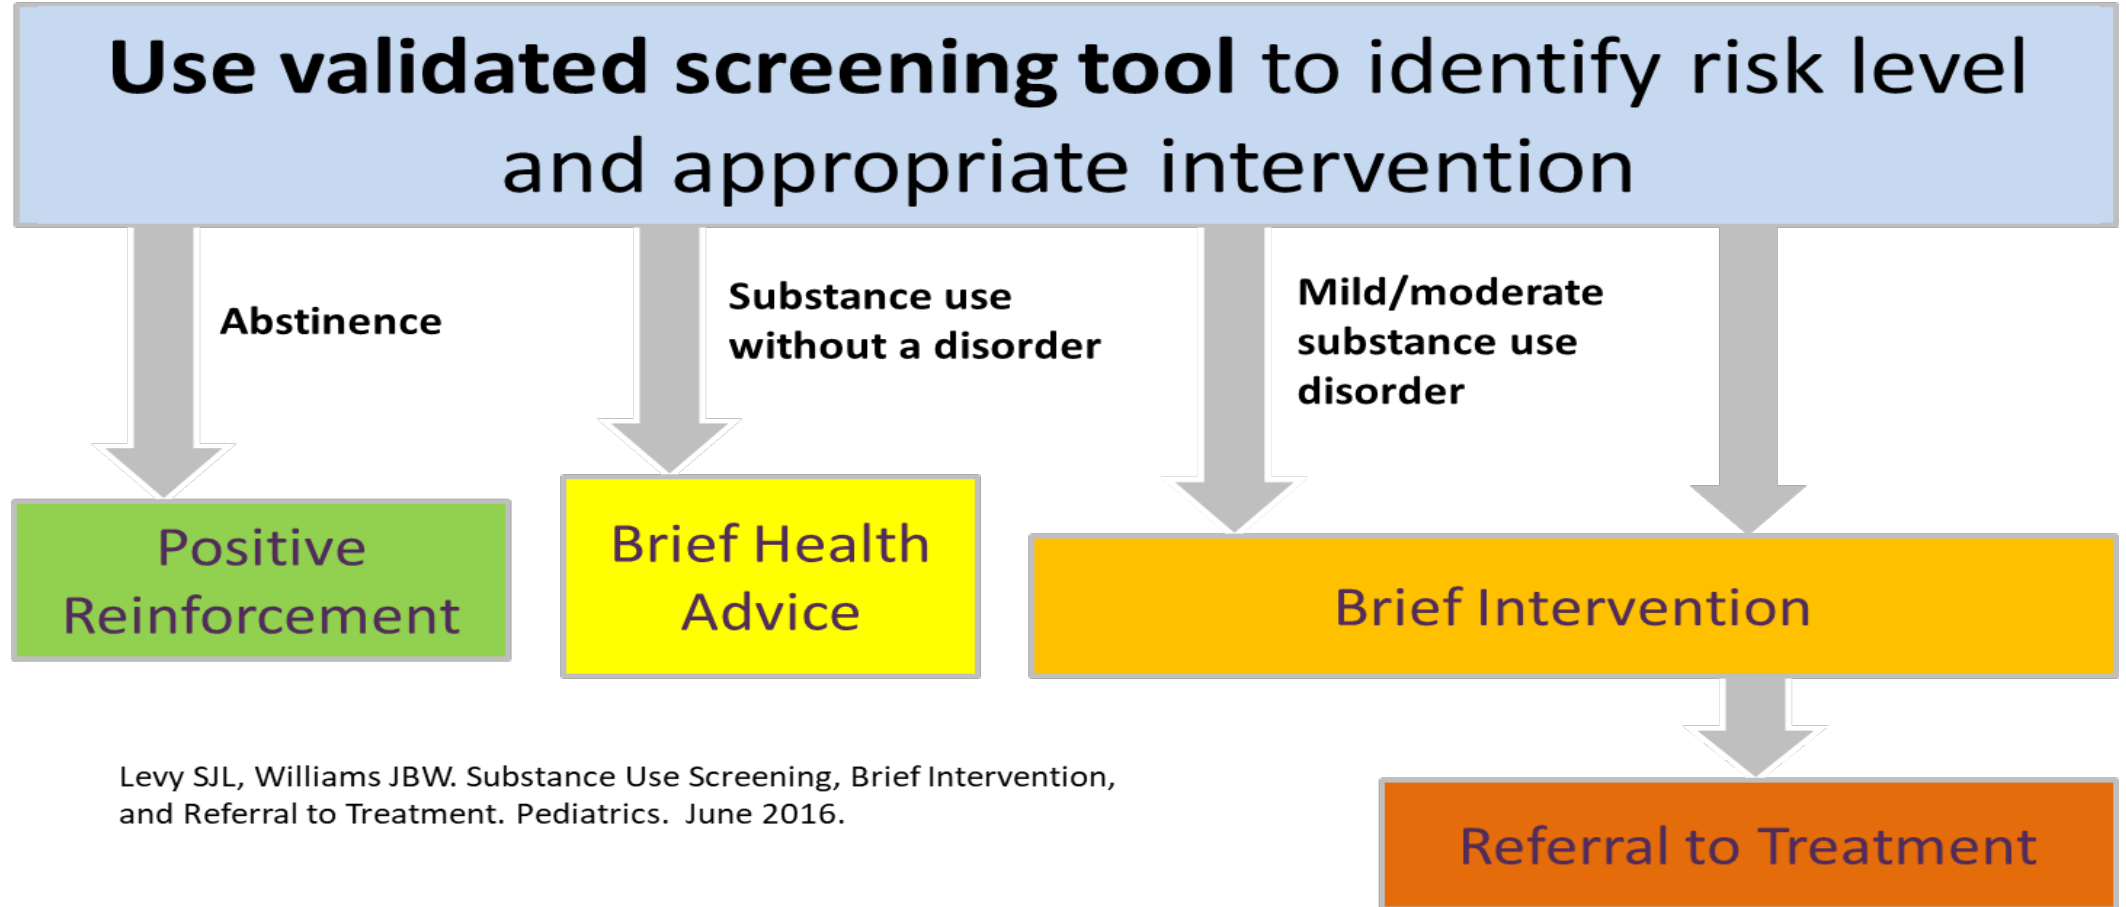 Use validated screening tool to identify risk level
and appropriate intervention
Abstinence
Substance use
without a disorder
Mild/moderate
substance use
disorder
Positive
Reinforcement
Brief Health
Advice
Brief Intervention
Levy SJL, Williams JBW. Substance Use Screening, Brief Intervention,
and Referral to Treatment. Pediatrics.  June 2016.
Referral to Treatment